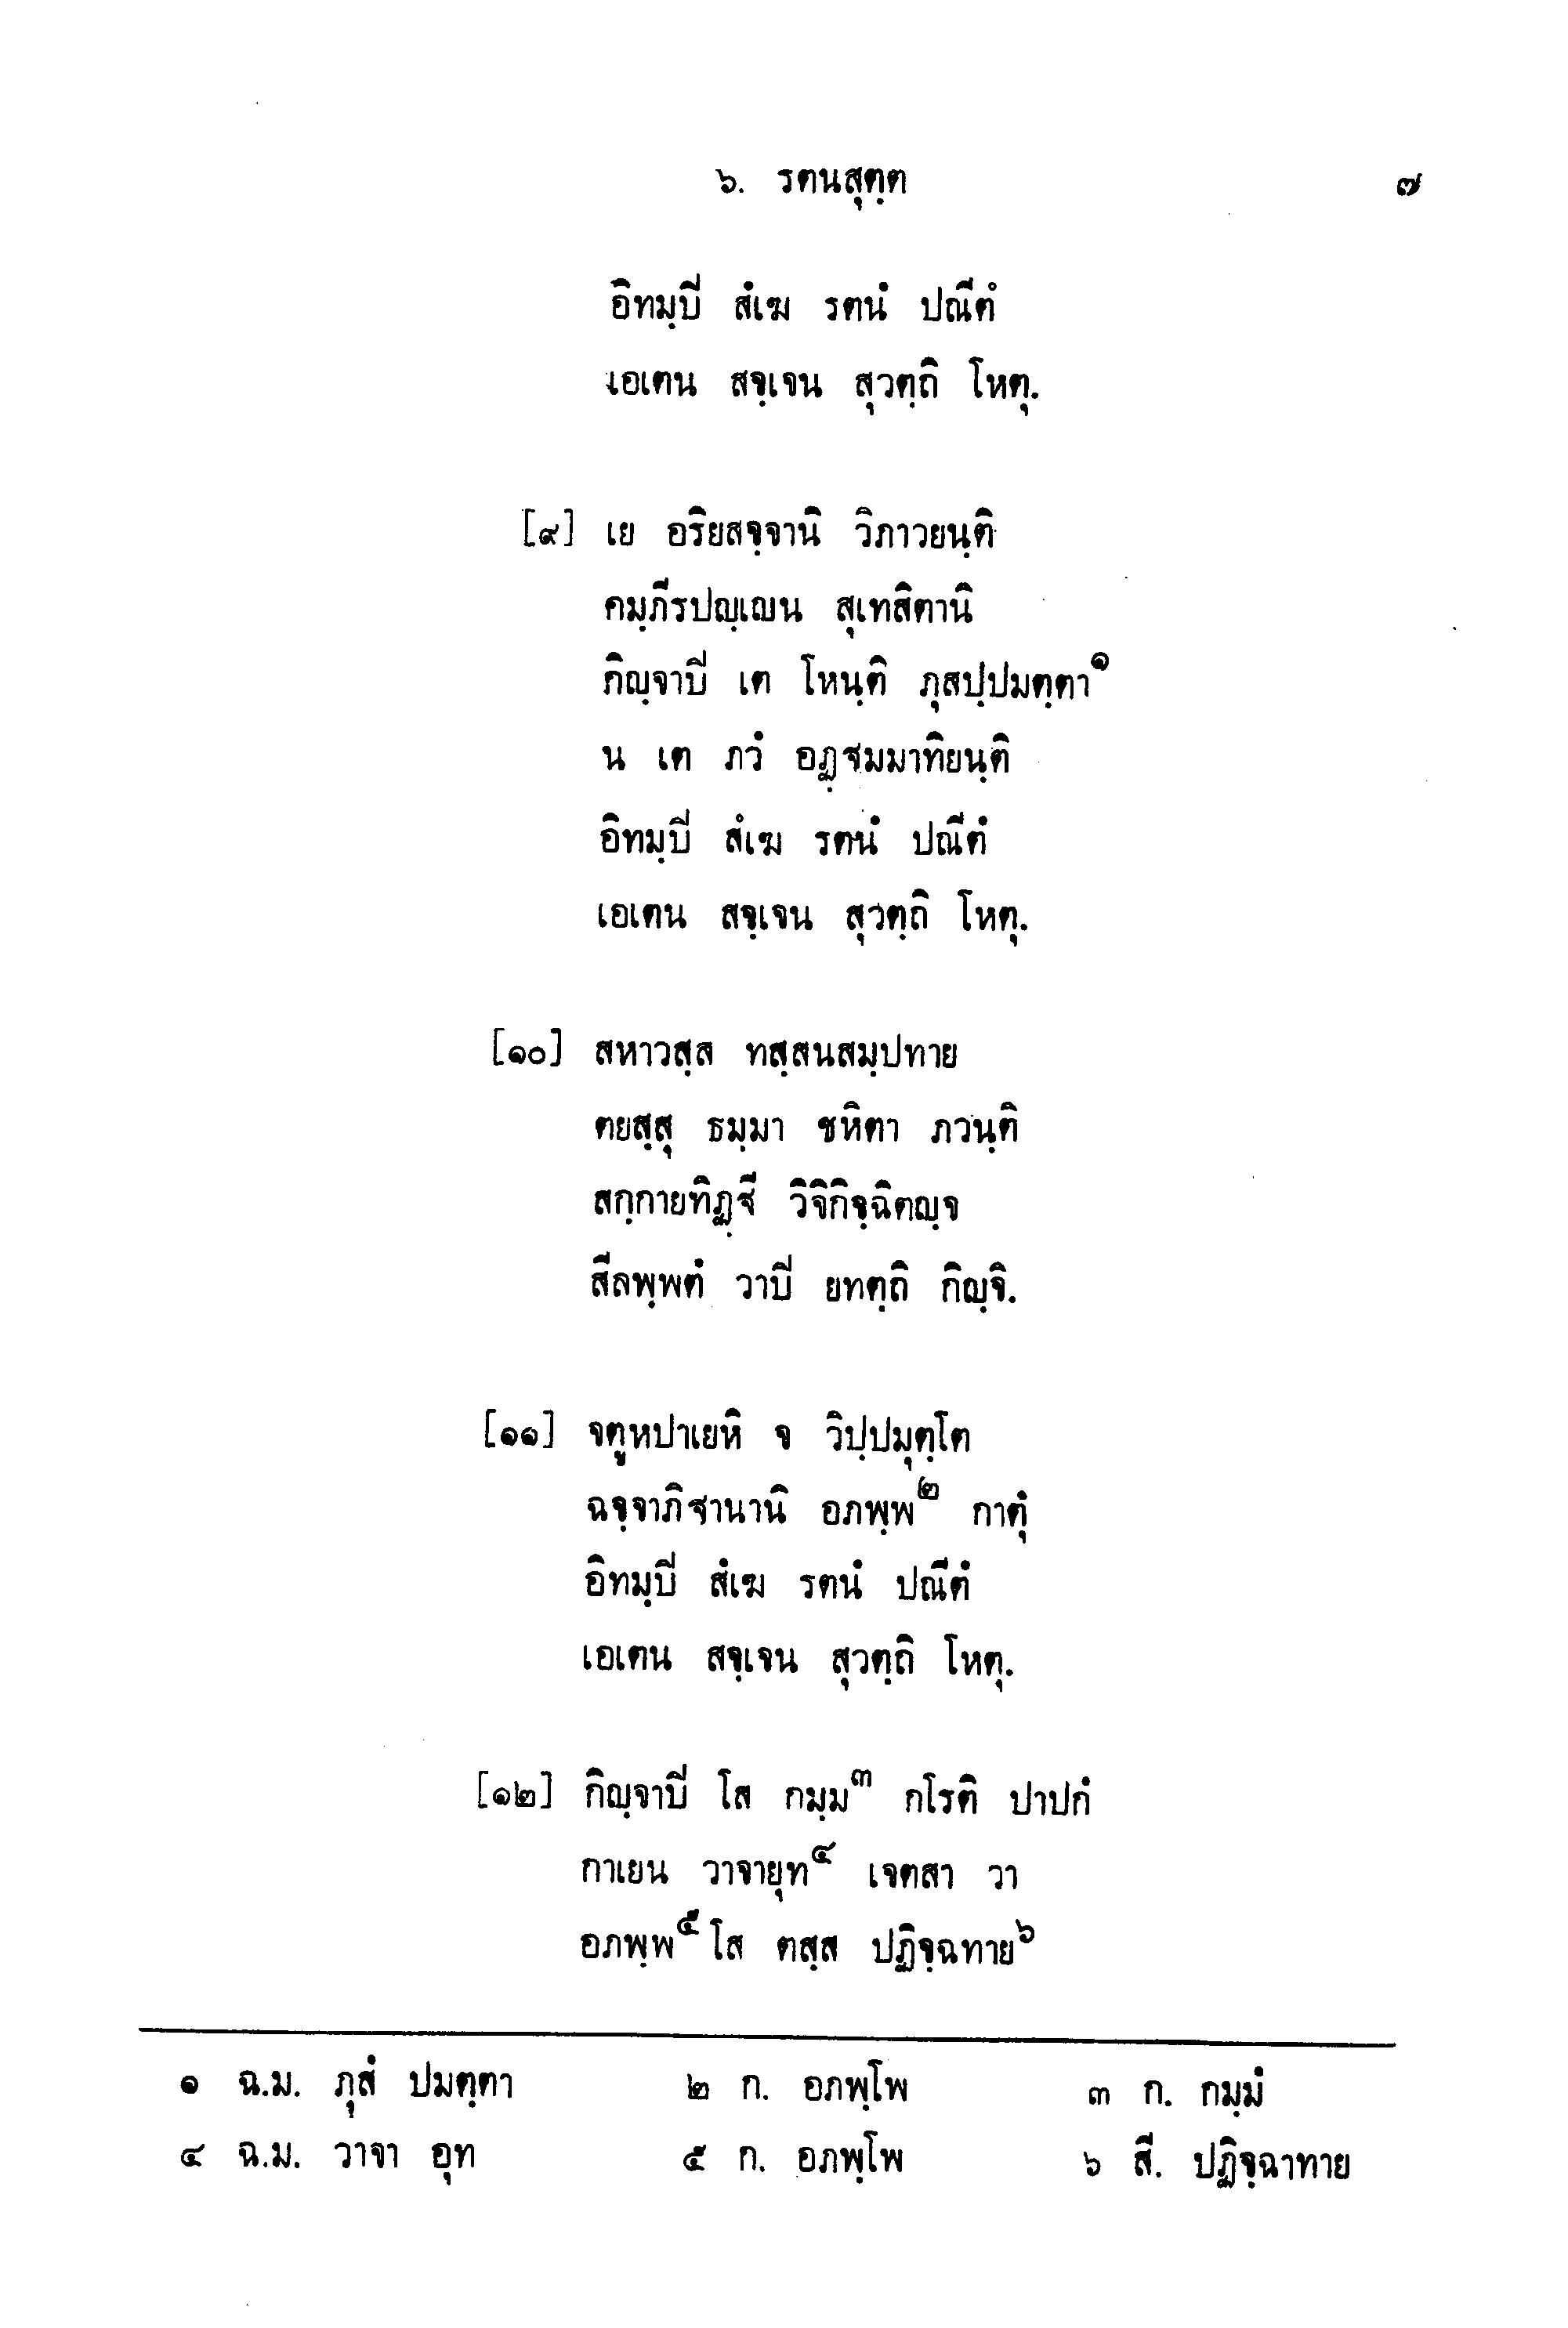 ๖. รตนสุตฺต ๗
อิทมฺปิ สํเฆ รตนํ ปณีตํ
เอเตน สจฺเจน สุวตฺถิ โหตุ.
[๙] เย อริยสจฺจานิ วิภาวยนฺติ
คมฺภีรปญฺเญน สุเทสิตานิ
กิญฺจาปิ เต โหนฺติ ภุสปฺปมตฺตา๑
น เต ภวํ อฏฺฐมมาทิยนฺติ
อิทมฺปิ สํเฆ รตนํ ปณีตํ
เอเตน สจฺเจน สุวตฺถิ โหตุ.
[๑๐] สหาวสฺส ทสฺสนสมฺปทาย
ตยสฺสุ ธมฺมา ชหิตา ภวนฺติ
สกฺกายทิฏฺฐี วิจิกิจฺฉิตญฺจ
สีลพฺพตํ วาปิ ยทตฺถิ กิญฺจิ.
[๑๑] จตูหปาเยหิ จ วิปฺปมุตฺโต
ฉจฺจาภิฐานานิ อภพฺพ๒ กาตุํ
อิทมฺปิ สํเฆ รตนํ ปณีตํ
เอเตน สจฺเจน สุวตฺถิ โหตุ.
[๑๒] กิญฺจาปิ โส กมฺม๓ กโรติ ปาปกํ
กาเยน วาจายุท๔ เจตสา วา
อภพฺพ๕ โส ตสฺส ปฏิจฺฉทาย๖
๑ ฉ.ม. ภุสํ ปมตฺตา ๒ ก. อภพฺโพ ๓ ก. กมฺมํ
๔ ฉ.ม. วาจา อุท ๕ ก. อภพฺโพ ๖ สี. ปฏิจฺฉาทาย